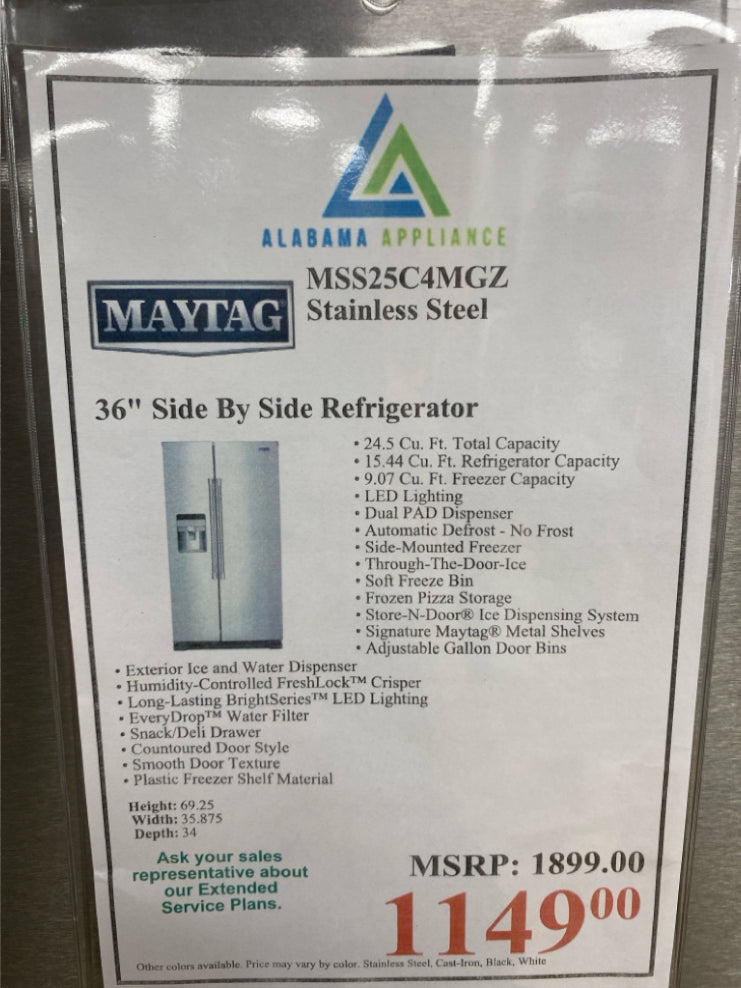 ALABAMA APPLIANCE
MAYTAG
MSS25C4MGZ
Stainless Steel
36" Side By Side Refrigerator
• 24.5 Cu. Ft. Total Capacity
• 15.44 Cu. Ft. Refrigerator Capacity
• 9.07 Cu. Ft. Freezer Capacity
• LED Lighting
• Dual PAD Dispenser
• Automatic Defrost - No Frost
• Side-Mounted Freezer
• Through-The-Door-Ice
• Soft Freeze Bin
• Frozen Pizza Storage
• Store-N-Door® Ice Dispensing System
• Signature Maytag® Metal Shelves
• Adjustable Gallon Door Bins
• Exterior Ice and Water Dispenser
• Humidity-Controlled FreshLock™ Crisper
• Long-Lasting BrightSeries™ LED Lighting
• EveryDrop™ Water Filter
• Snack/Deli Drawer
• Countoured Door Style
• Smooth Door Texture
• Plastic Freezer Shelf Material
Height: 69.25
Width: 35.875
Depth: 34
Ask your sales
representative about
our Extended
Service Plans.
MSRP: 1899.00
1149⁰⁰
Other colors available. Price may vary by color. Stainless Steel, Cast-Iron, Black, White